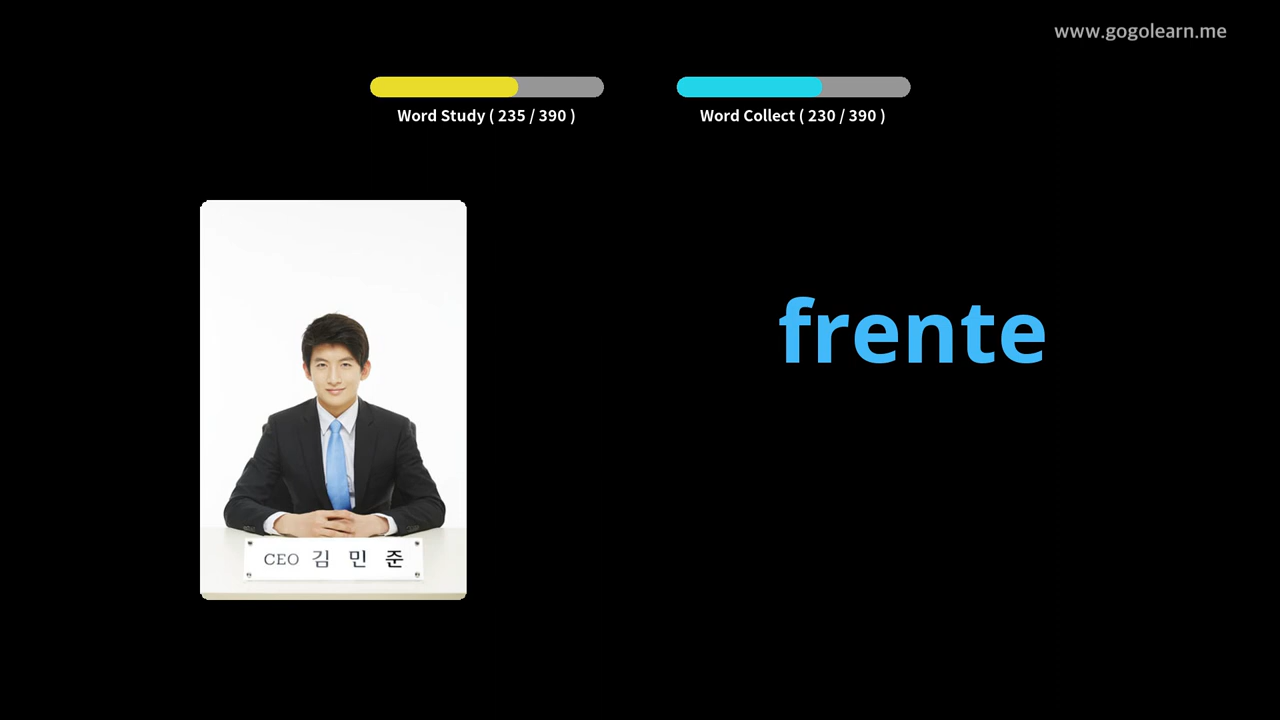 www.gogolearn.me
Word Study ( 235 / 390 )
Word Collect ( 230 / 390 )
frente
CEO 김 민 준